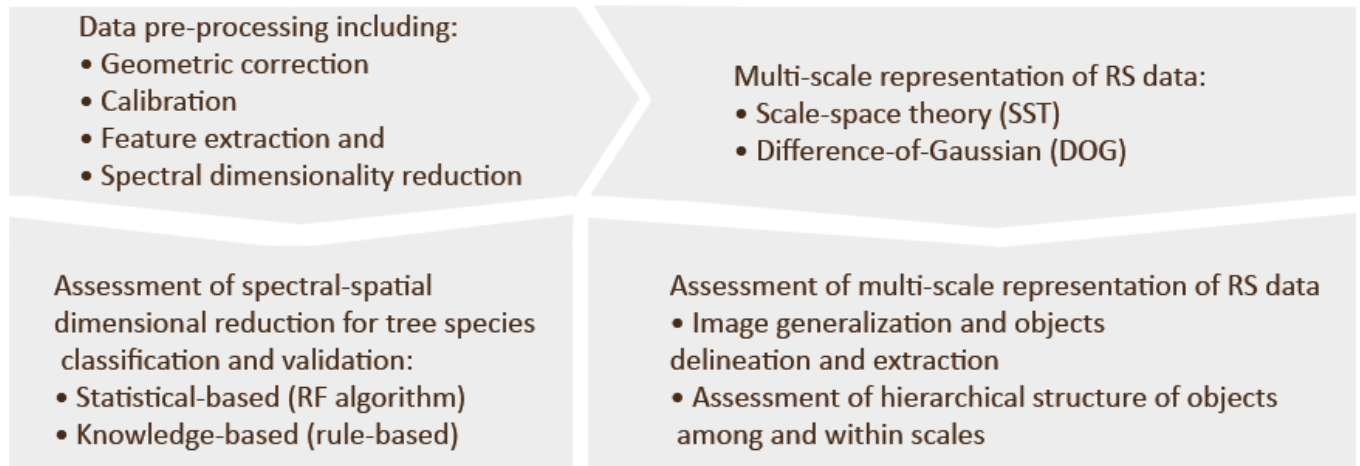 Data pre-processing including:
• Geometric correction
• Calibration
• Feature extraction and
• Spectral dimensionality reduction
Multi-scale representation of RS data:
• Scale-space theory (SST)
• Difference-of-Gaussian (DOG)
Assessment of spectral-spatial
dimensional reduction for tree species
classification and validation:
• Statistical-based (RF algorithm)
• Knowledge-based (rule-based)
Assessment of multi-scale representation of RS data
• Image generalization and objects
delineation and extraction
• Assessment of hierarchical structure of objects
among and within scales